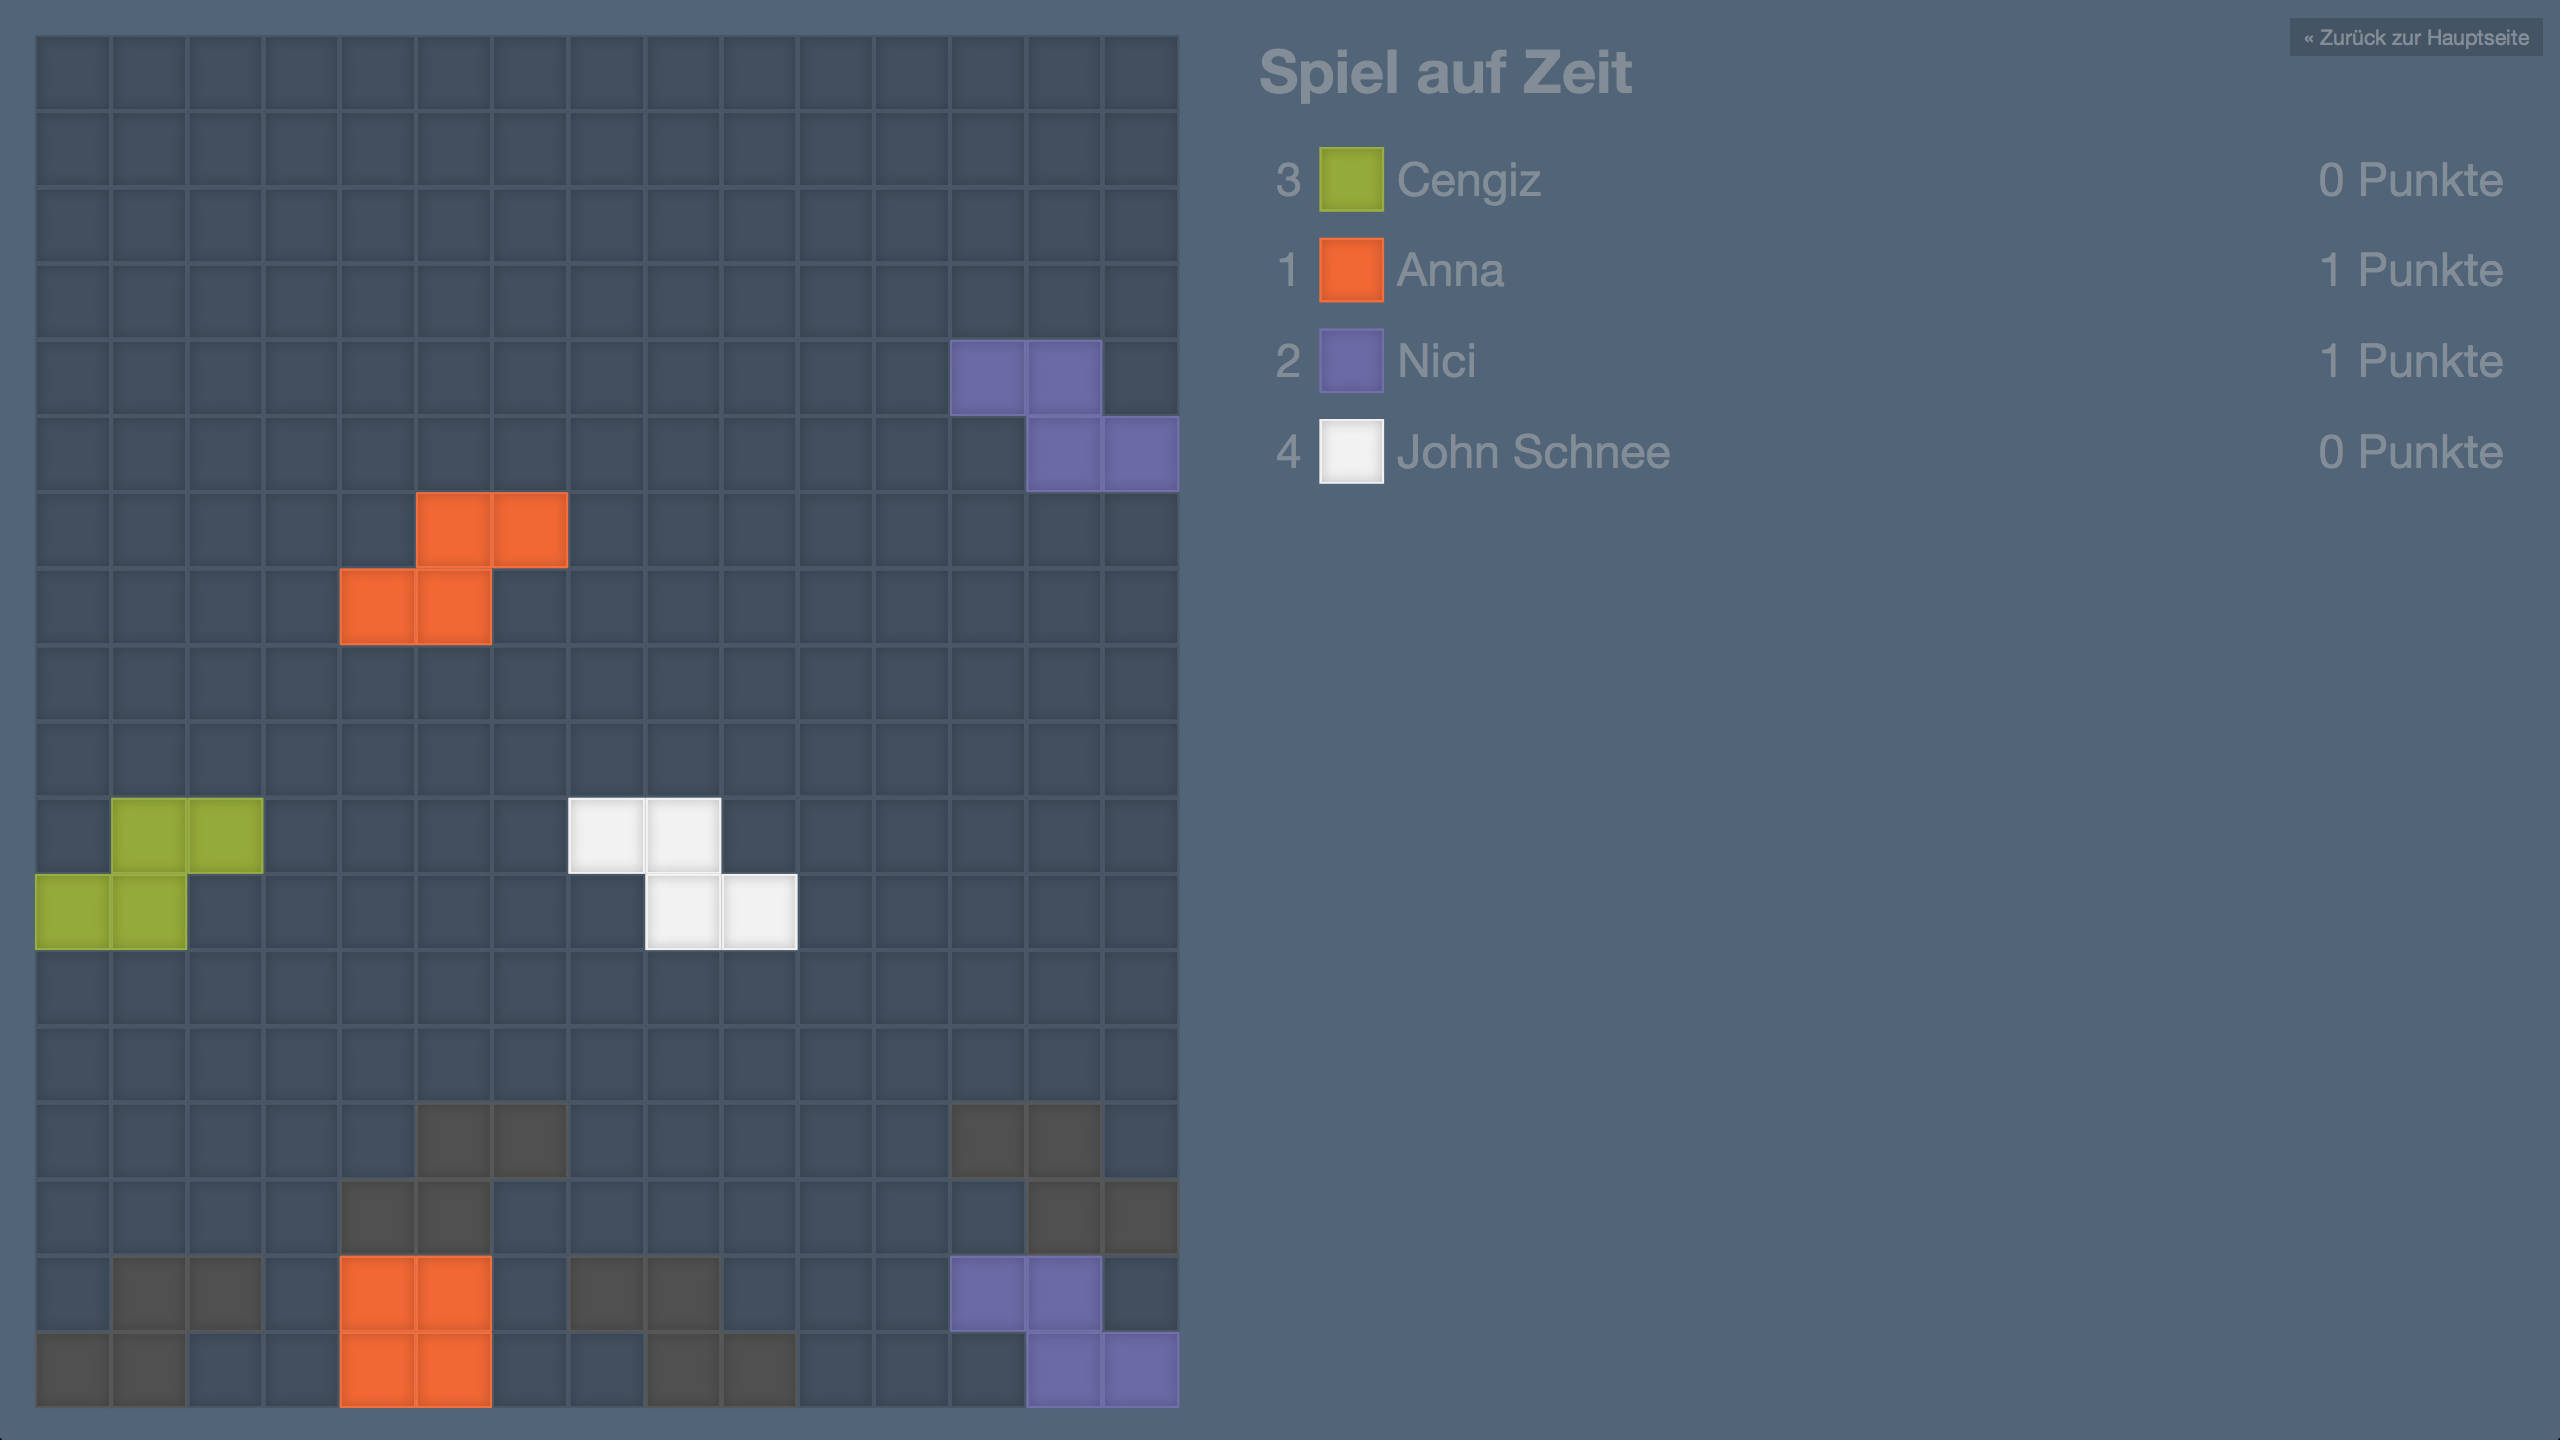 « Zurück zur Hauptseite
Spiel auf Zeit
3 Cengiz 0 Punkte
1 Anna 1 Punkte
2 Nici 1 Punkte
4 John Schnee 0 Punkte